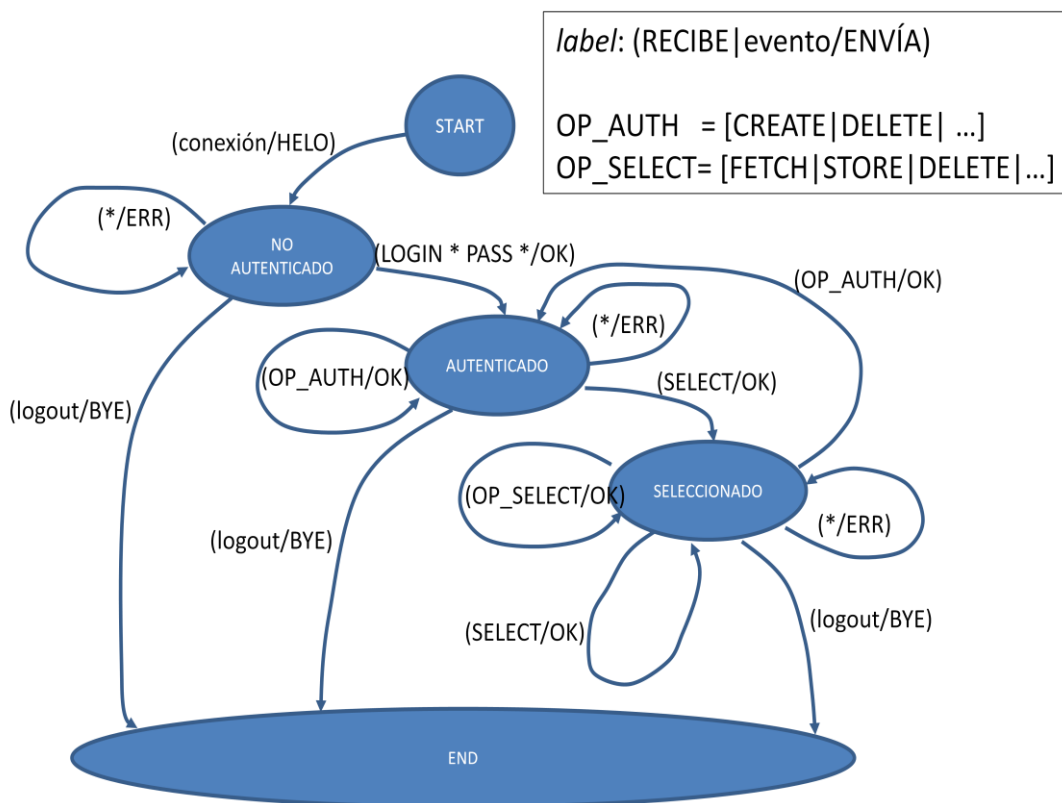 label: (RECIBE|evento/ENVÍA)
OP_AUTH = [CREATE|DELETE| ...]
OP_SELECT= [FETCH|STORE|DELETE|...]
START
(conexión/HELO)
(*/ERR)
NO
AUTENTICADO
(LOGIN * PASS */OK)
(OP_AUTH/OK)
(*/ERR)
AUTENTICADO
(OP_AUTH/OK)
(SELECT/OK)
(logout/BYE)
(OP_SELECT/OK)
SELECCIONADO
(*/ERR)
(logout/BYE)
(SELECT/OK)
(logout/BYE)
END